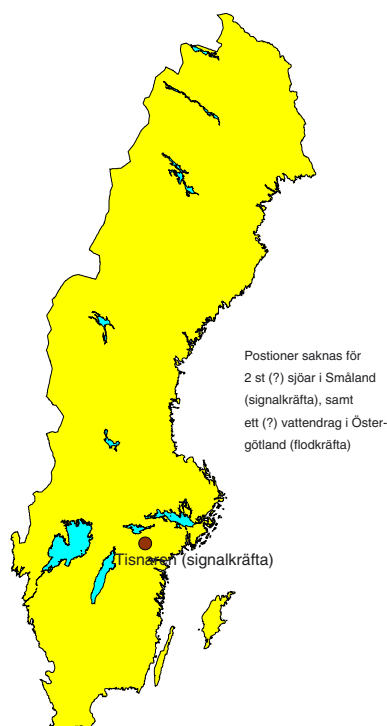 Postioner saknas för
2 st (?) sjöar i Småland
(signalkräfta), samt
ett (?) vattendrag i Öster-
götland (flodkräfta)
Tisnaren (signalkräfta)